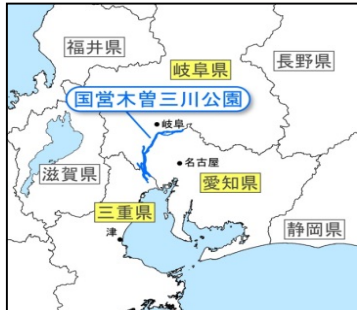 福井県
長野県
岐阜県
国営木曽三川公園
岐阜
名古屋
滋賀県
愛知県
三重県
津
静岡県